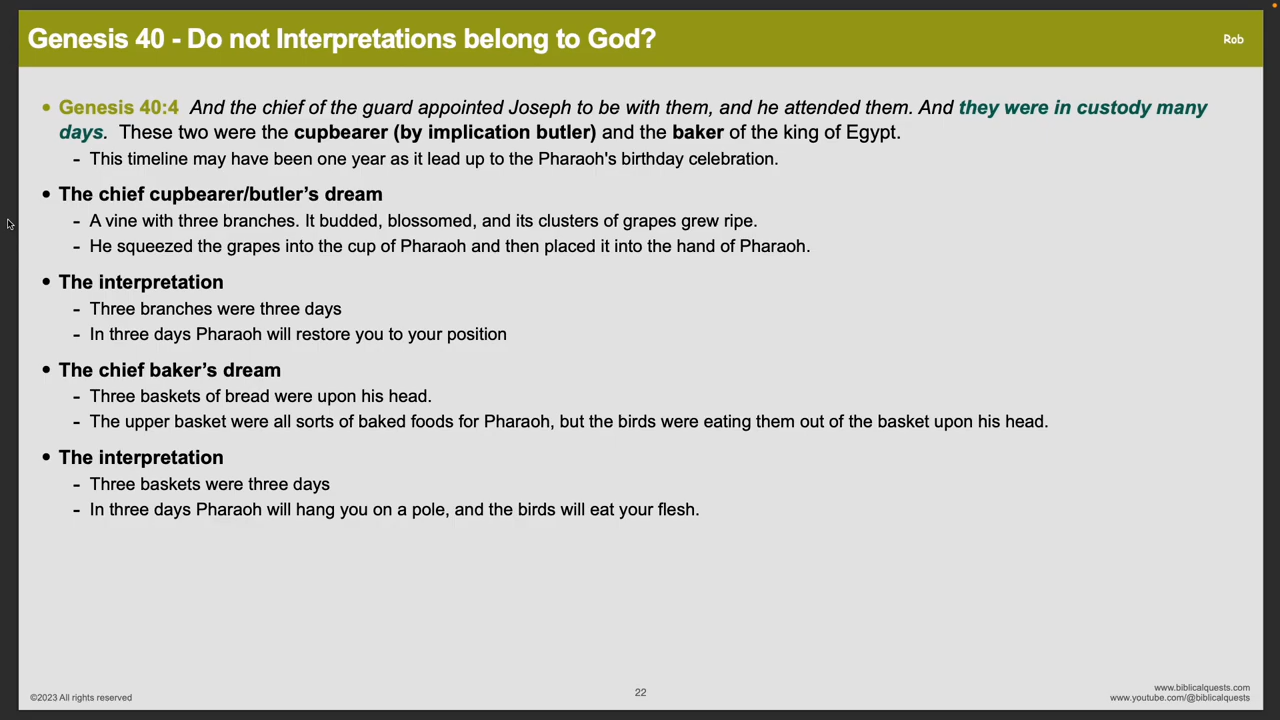 Genesis 40 - Do not Interpretations belong to God?
Rob
• Genesis 40:4 And the chief of the guard appointed Joseph to be with them, and he attended them. And they were in custody many
days. These two were the cupbearer (by implication butler) and the baker of the king of Egypt.
- This timeline may have been one year as it lead up to the Pharaoh's birthday celebration.
• The chief cupbearer/butler’s dream
- A vine with three branches. It budded, blossomed, and its clusters of grapes grew ripe.
- He squeezed the grapes into the cup of Pharaoh and then placed it into the hand of Pharaoh.
• The interpretation
- Three branches were three days
- In three days Pharaoh will restore you to your position
• The chief baker’s dream
- Three baskets of bread were upon his head.
- The upper basket were all sorts of baked foods for Pharaoh, but the birds were eating them out of the basket upon his head.
• The interpretation
- Three baskets were three days
- In three days Pharaoh will hang you on a pole, and the birds will eat your flesh.
©2023 All rights reserved
22
www.biblicalquests.com
www.youtube.com/@biblicalquests